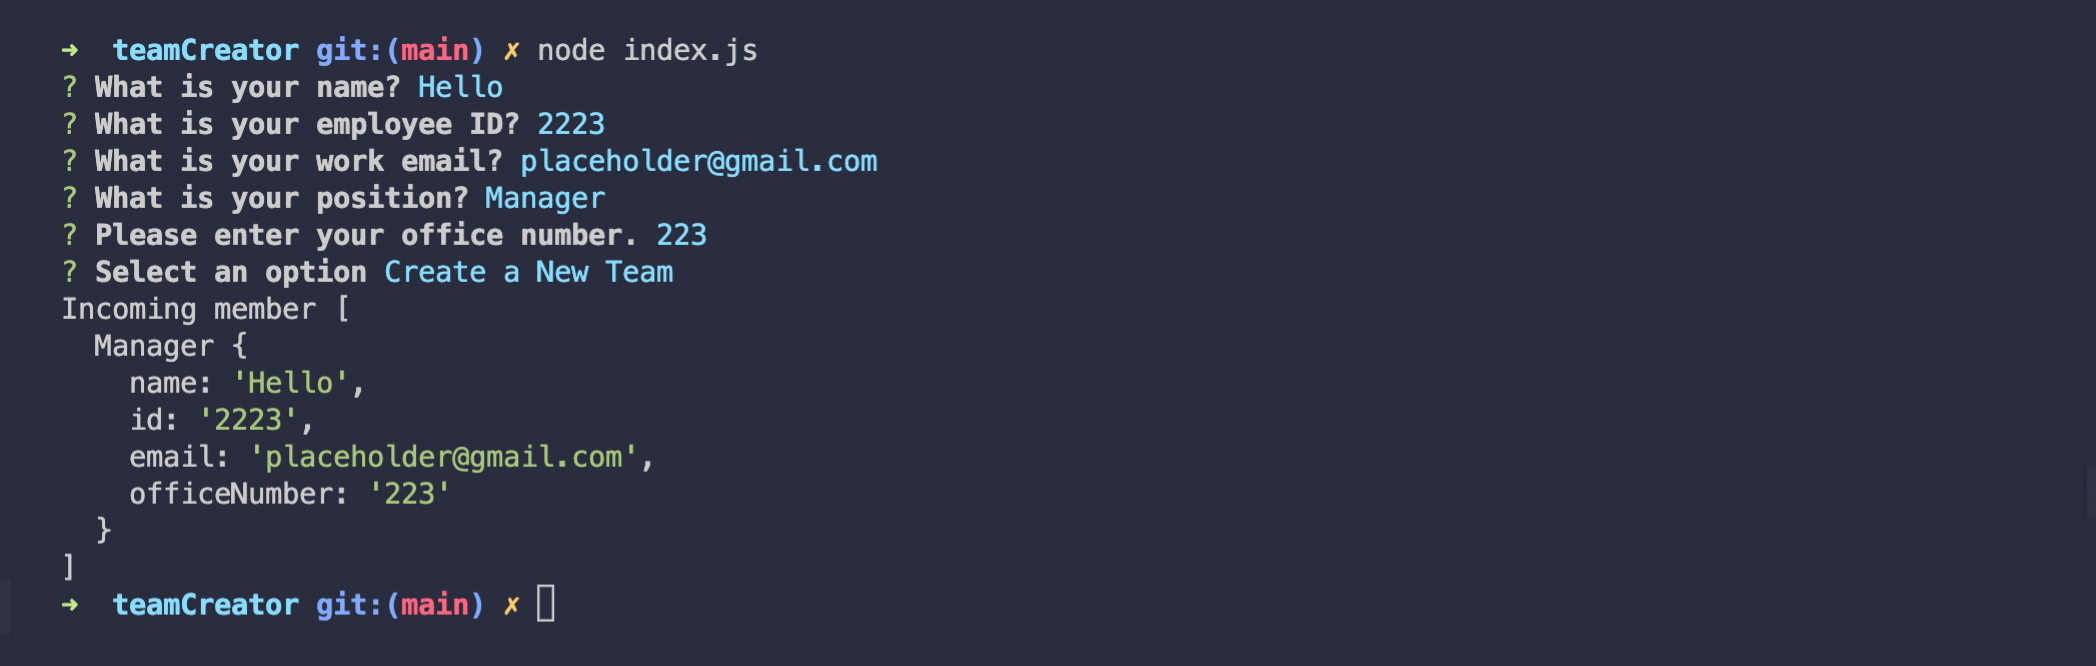 ➜  teamCreator git:(main) ✗ node index.js
? What is your name? Hello
? What is your employee ID? 2223
? What is your work email? placeholder@gmail.com
? What is your position? Manager
? Please enter your office number. 223
? Select an option Create a New Team
Incoming member [
  Manager {
    name: 'Hello',
    id: '2223',
    email: 'placeholder@gmail.com',
    officeNumber: '223'
  }
]
➜  teamCreator git:(main) ✗